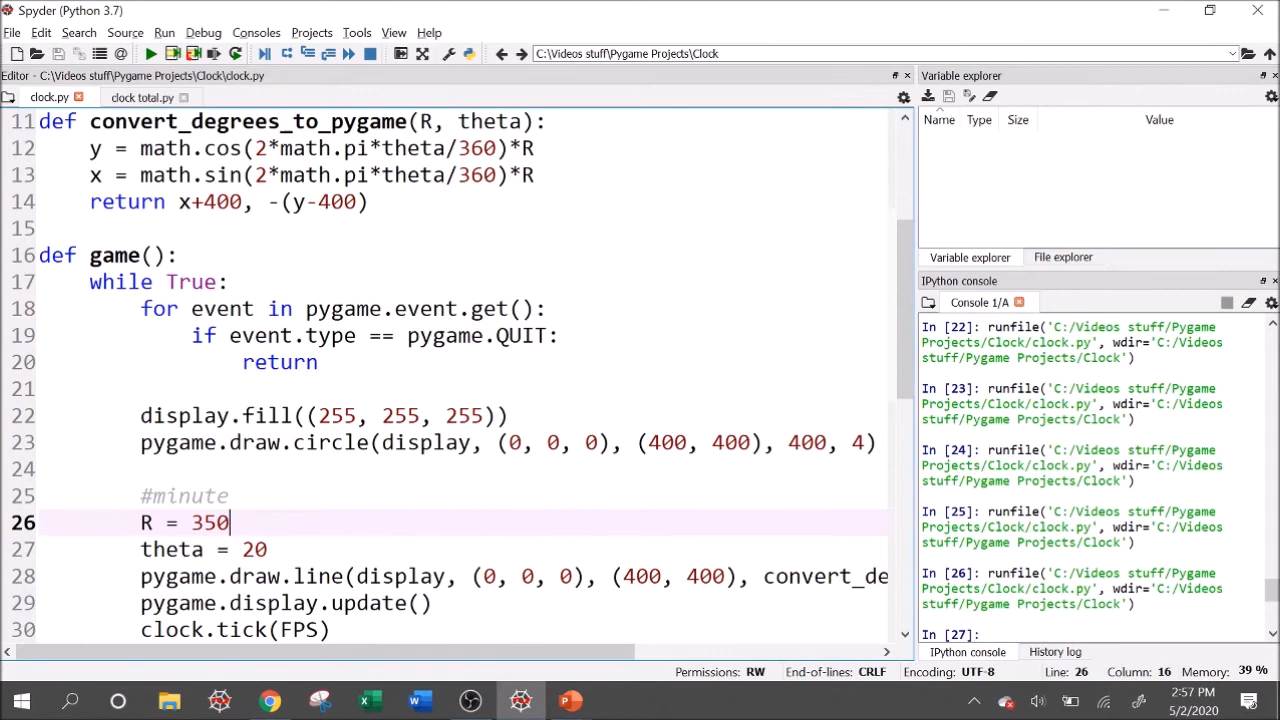 Spyder (Python 3.7)
File Edit Search Source Run Debug Consoles Projects Tools View Help
C:\Videos stuff\Pygame Projects\Clock
Editor - C:\Videos stuff\Pygame Projects\Clock\clock.py
clock.py
clock total.py
11 def convert_degrees_to_pygame(R, theta):
12 y = math.cos(2*math.pi*theta/360)*R
13 x = math.sin(2*math.pi*theta/360)*R
14 return x+400, -(y-400)
15
16 def game():
17 while True:
18 for event in pygame.event.get():
19 if event.type == pygame.QUIT:
20 return
21
22 display.fill((255, 255, 255))
23 pygame.draw.circle(display, (0, 0, 0), (400, 400), 400, 4)
24
25 #minute
26 R = 350
27 theta = 20
28 pygame.draw.line(display, (0, 0, 0), (400, 400), convert_de
29 pygame.display.update()
30 clock.tick(FPS)
Variable explorer
Name Type Size Value
Variable explorer File explorer
IPython console
Console 1/A
In [22]: runfile('C:/Videos stuff/Pygame
Projects/Clock/clock.py', wdir='C:/Videos
stuff/Pygame Projects/Clock')
In [23]: runfile('C:/Videos stuff/Pygame
Projects/Clock/clock.py', wdir='C:/Videos
stuff/Pygame Projects/Clock')
In [24]: runfile('C:/Videos stuff/Pygame
Projects/Clock/clock.py', wdir='C:/Videos
stuff/Pygame Projects/Clock')
In [25]: runfile('C:/Videos stuff/Pygame
Projects/Clock/clock.py', wdir='C:/Videos
stuff/Pygame Projects/Clock')
In [26]: runfile('C:/Videos stuff/Pygame
Projects/Clock/clock.py', wdir='C:/Videos
stuff/Pygame Projects/Clock')
In [27]:
IPython console History log
Permissions: RW End-of-lines: CRLF Encoding: UTF-8 Line: 26 Column: 16 Memory: 39 %
2:57 PM
5/2/2020